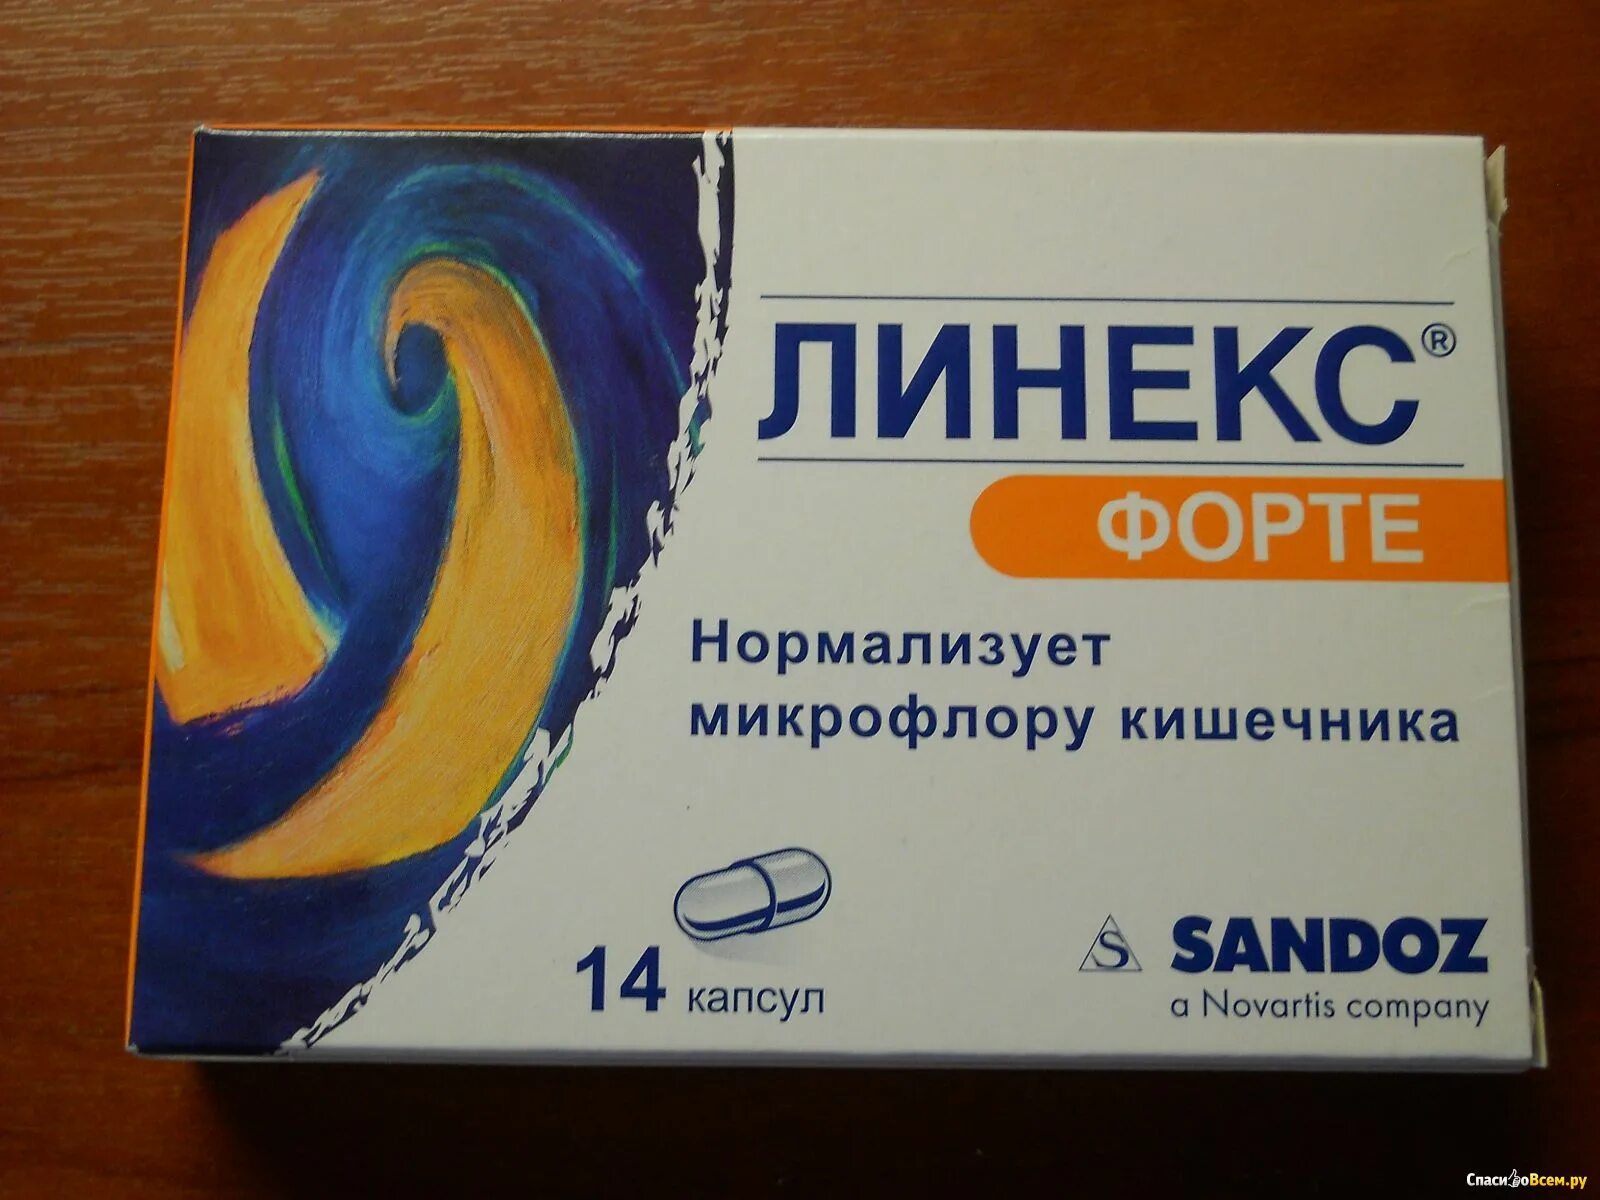 ЛИНЕКС®
ФОРТЕ
Нормализует
микрофлору кишечника
14 капсул
S SANDOZ
a Novartis company
СпасибоВсем.ру